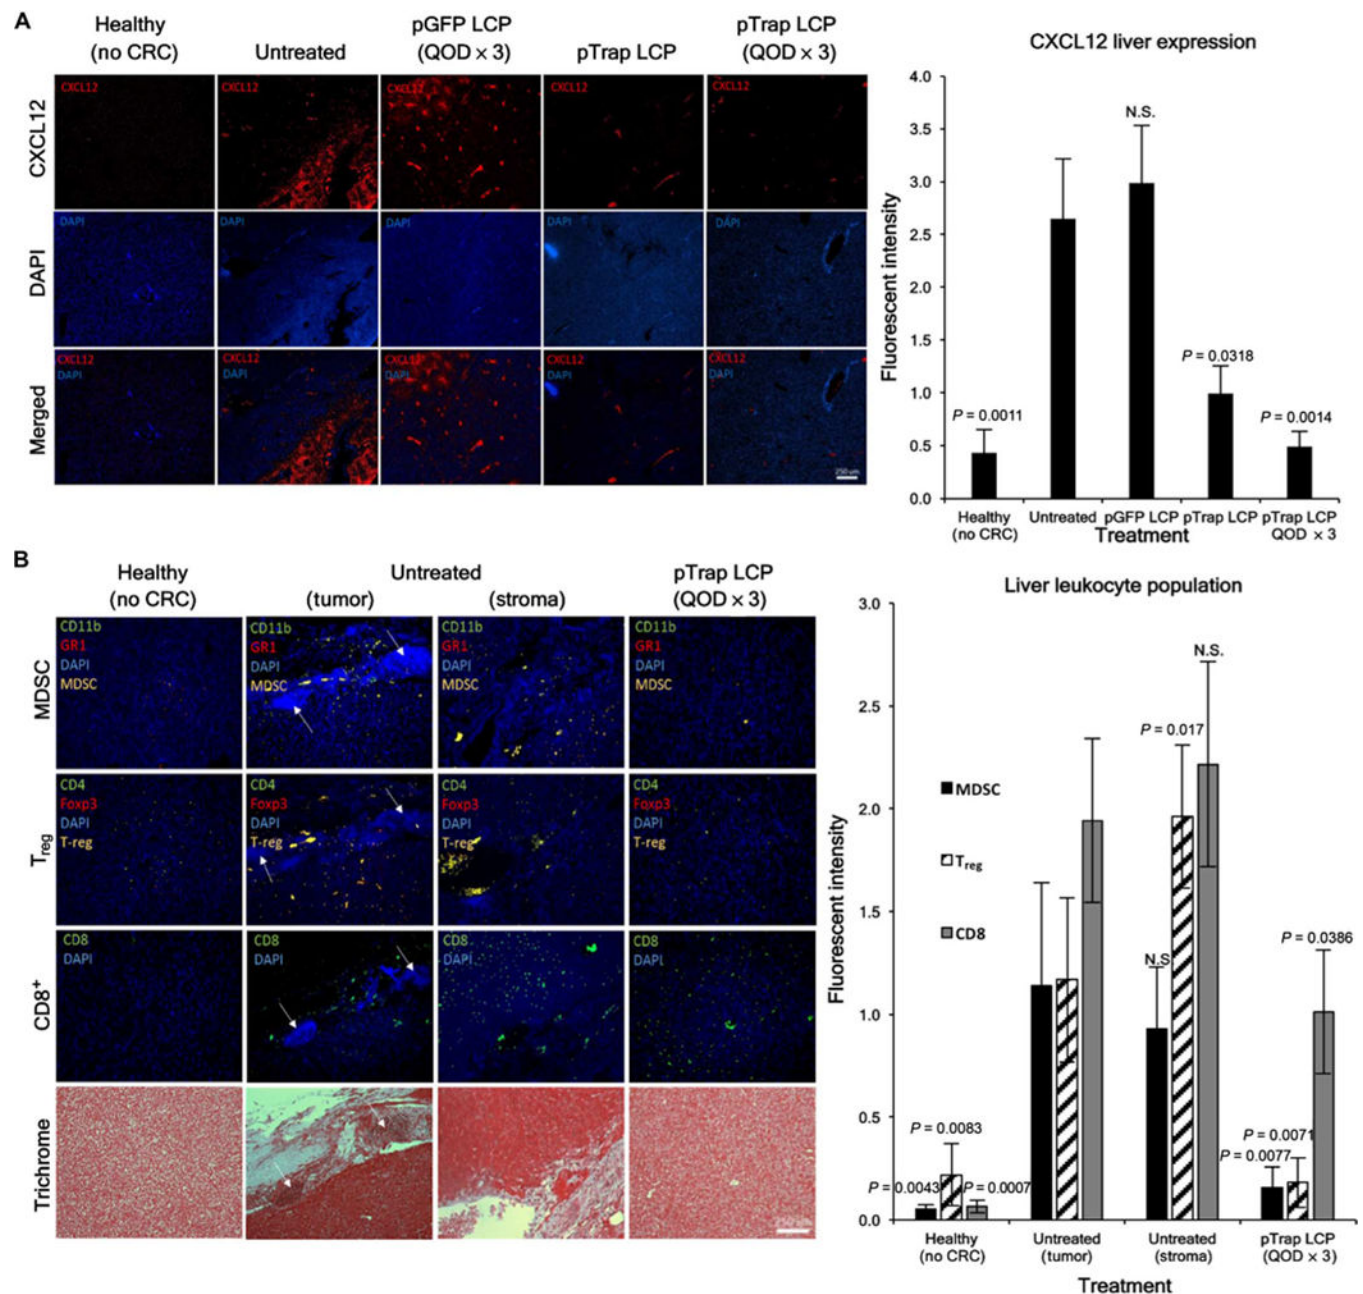 A
Healthy
(no CRC)
Untreated
pGFP LCP
(QOD × 3)
pTrap LCP
pTrap LCP
(QOD × 3)
CXCL12
CXCL12
CXCL12
CXCL12
CXCL12
CXCL12
DAPI
DAPI
DAPI
DAPI
DAPI
DAPI
Merged
CXCL12
DAPI
CXCL12
DAPI
CXCL12
DAPI
CXCL12
DAPI
CXCL12
DAPI
250 um
CXCL12 liver expression
Fluorescent intensity
4.0
3.5
3.0
2.5
2.0
1.5
1.0
0.5
0.0
P = 0.0011
N.S.
P = 0.0318
P = 0.0014
Healthy
(no CRC)
Untreated
pGFP LCP
pTrap LCP
pTrap LCP
QOD × 3
Treatment
B
Healthy
(no CRC)
Untreated
(tumor)
(stroma)
pTrap LCP
(QOD × 3)
MDSC
CD11b
GR1
DAPI
MDSC
CD11b
GR1
DAPI
MDSC
CD11b
GR1
DAPI
MDSC
CD11b
GR1
DAPI
MDSC
Treg
CD4
Foxp3
DAPI
T-reg
CD4
Foxp3
DAPI
T-reg
CD4
Foxp3
DAPI
T-reg
CD4
Foxp3
DAPI
T-reg
CD8+
CD8
DAPI
CD8
DAPI
CD8
DAPI
CD8
DAPI
Trichrome
Liver leukocyte population
Fluorescent intensity
3.0
2.5
2.0
1.5
1.0
0.5
0.0
MDSC
Treg
CD8
P = 0.0043
P = 0.0083
P = 0.0007
N.S.
P = 0.017
N.S.
P = 0.0077
P = 0.0071
P = 0.0386
Healthy
(no CRC)
Untreated
(tumor)
Untreated
(stroma)
pTrap LCP
(QOD × 3)
Treatment